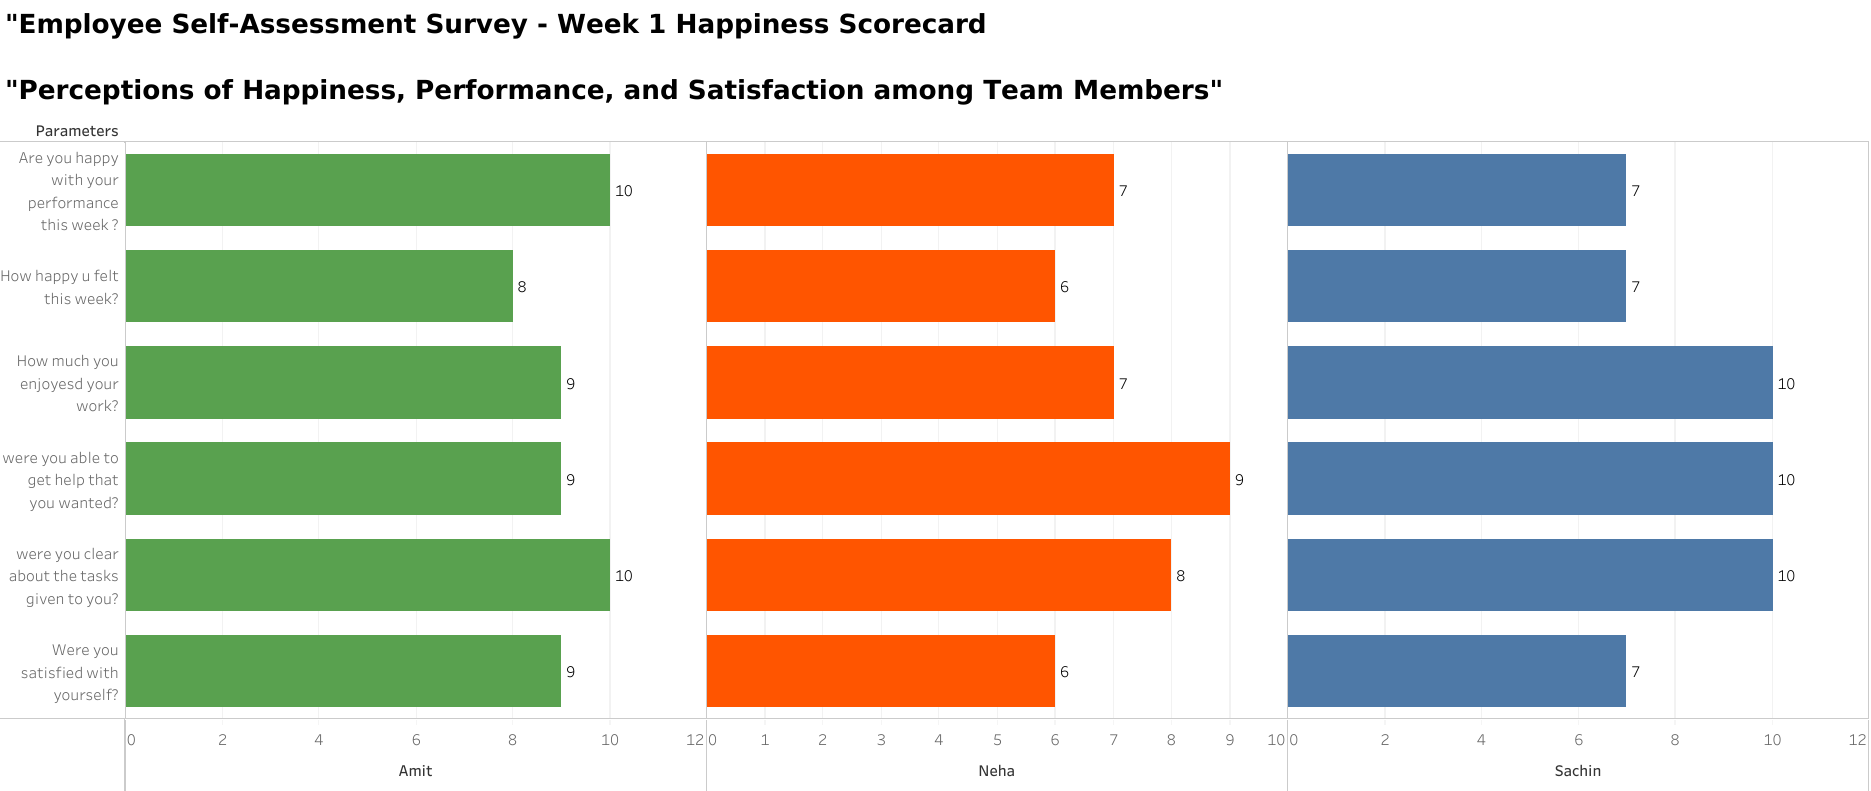 "Employee Self-Assessment Survey - Week 1 Happiness Scorecard
"Perceptions of Happiness, Performance, and Satisfaction among Team Members"
Parameters
Are you happy
with your
performance
this week ?
10
7
7
How happy u felt
this week?
8
6
7
How much you
enjoyesd your
work?
9
7
10
were you able to
get help that
you wanted?
9
9
10
were you clear
about the tasks
given to you?
10
8
10
Were you
satisfied with
yourself?
9
6
7
0 2 4 6 8 10 12 0 1 2 3 4 5 6 7 8 9 10 0 2 4 6 8 10 12
Amit Neha Sachin